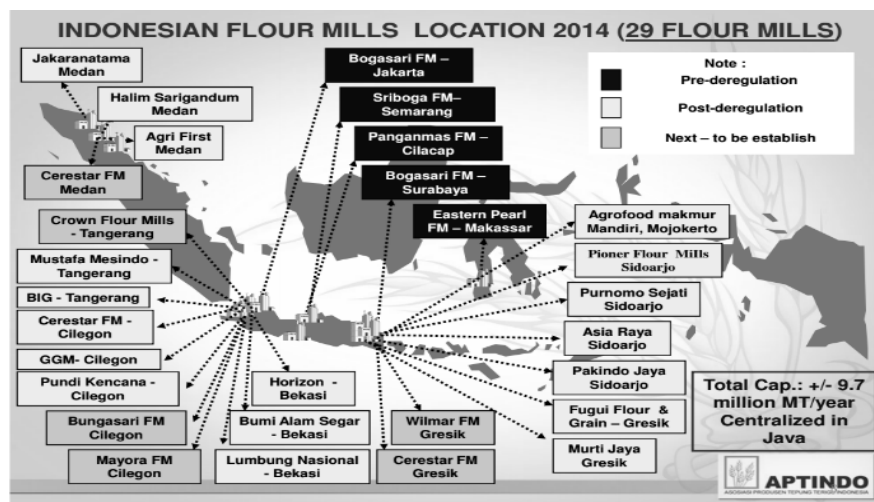 INDONESIAN FLOUR MILLS LOCATION 2014 (29 FLOUR MILLS)
Jakaranatama
Medan
Halim Sarigandum
Medan
Agri First
Medan
Cerestar FM
Medan
Crown Flour Mills
- Tangerang
Mustafa Mesindo -
Tangerang
BIG - Tangerang
Cerestar FM -
Cilegon
GGM- Cilegon
Pundi Kencana -
Cilegon
Bungasari FM
Cilegon
Mayora FM
Cilegon
Bogasari FM –
Jakarta
Sriboga FM–
Semarang
Panganmas FM –
Cilacap
Bogasari FM –
Surabaya
Eastern Pearl
FM – Makassar
Horizon -
Bekasi
Bumi Alam Segar
- Bekasi
Lumbung Nasional
- Bekasi
Wilmar FM
Gresik
Cerestar FM
Gresik
Note :
Pre-deregulation
Post-deregulation
Next – to be establish
Agrofood makmur
Mandiri, Mojokerto
Pioner Flour Mills
Sidoarjo
Purnomo Sejati
Sidoarjo
Asia Raya
Sidoarjo
Pakindo Jaya
Sidoarjo
Fugui Flour &
Grain – Gresik
Murti Jaya
Gresik
Total Cap.: +/- 9.7
million MT/year
Centralized in
Java
APTINDO
ASOSIASI PRODUSEN TEPUNG TERIGU INDONESIA